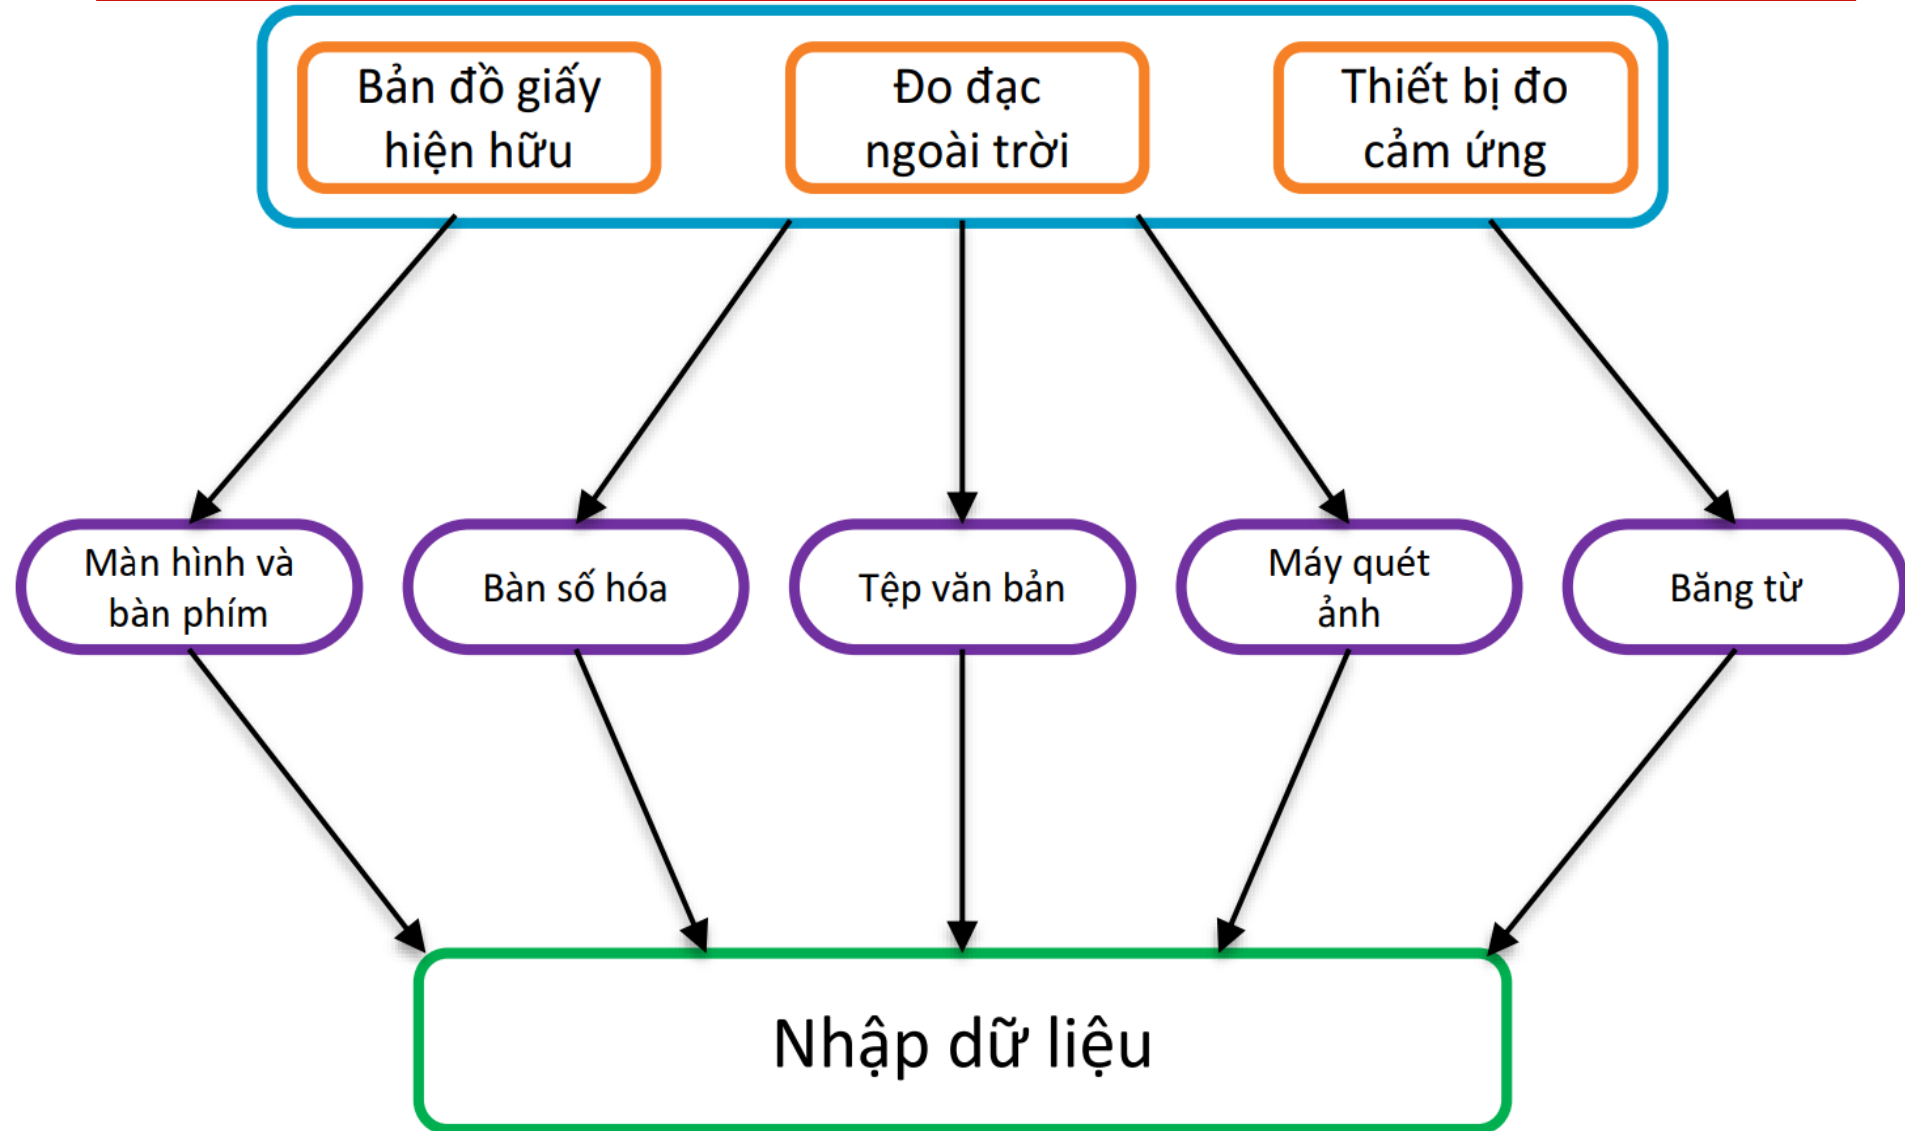 Bản đồ giấy
hiện hữu
Đo đạc
ngoài trời
Thiết bị đo
cảm ứng
Màn hình và
bàn phím
Bàn số hóa
Tệp văn bản
Máy quét
ảnh
Băng từ
Nhập dữ liệu